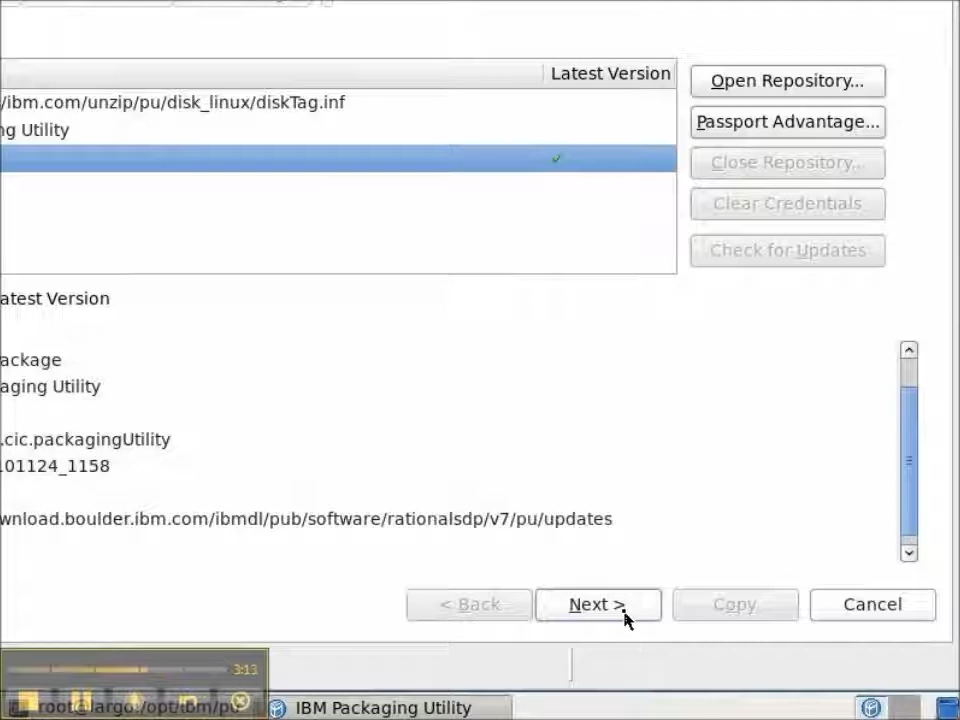 Latest Version
Open Repository...
/ibm.com/unzip/pu/disk_linux/diskTag.inf
Passport Advantage...
ng Utility
Close Repository...
Clear Credentials
Check for Updates
atest Version
ackage
aging Utility
.cic.packagingUtility
101124_1158
wnload.boulder.ibm.com/ibmdl/pub/software/rationalsdp/v7/pu/updates
< Back Next > Copy Cancel
3:13
root@largo:/opt/ibm/pu IBM Packaging Utility